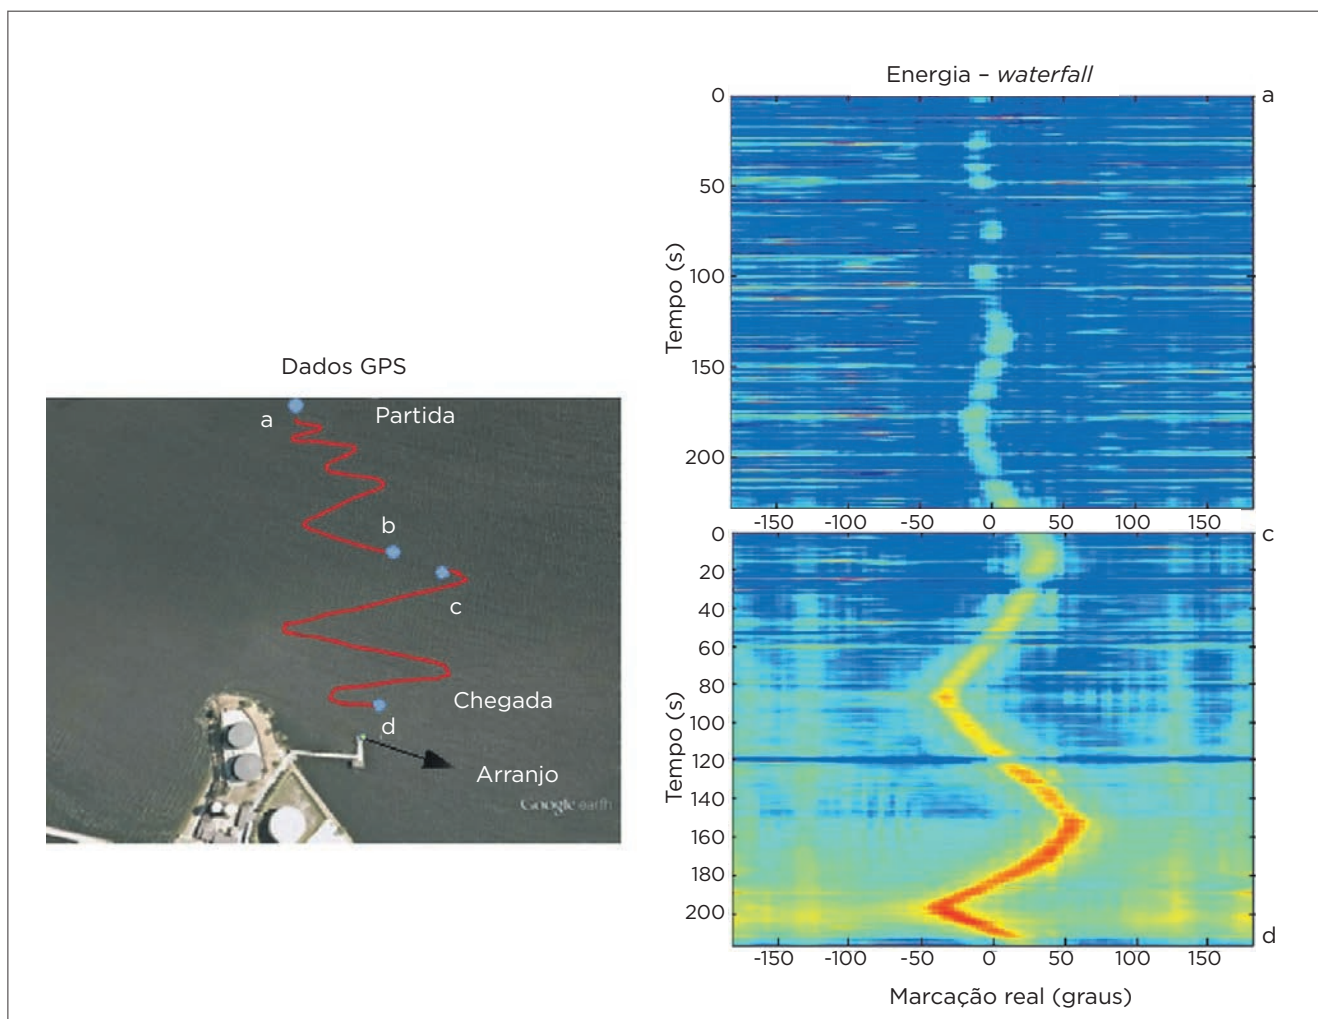 Dados GPS
a
Partida
b
c
Chegada
d
Arranjo
Google earth
Energia – waterfall
0
50
100
150
200
Tempo (s)
a
-150 -100 -50 0 50 100 150
0
20
40
60
80
100
120
140
160
180
200
Tempo (s)
c
d
-150 -100 -50 0 50 100 150
Marcação real (graus)